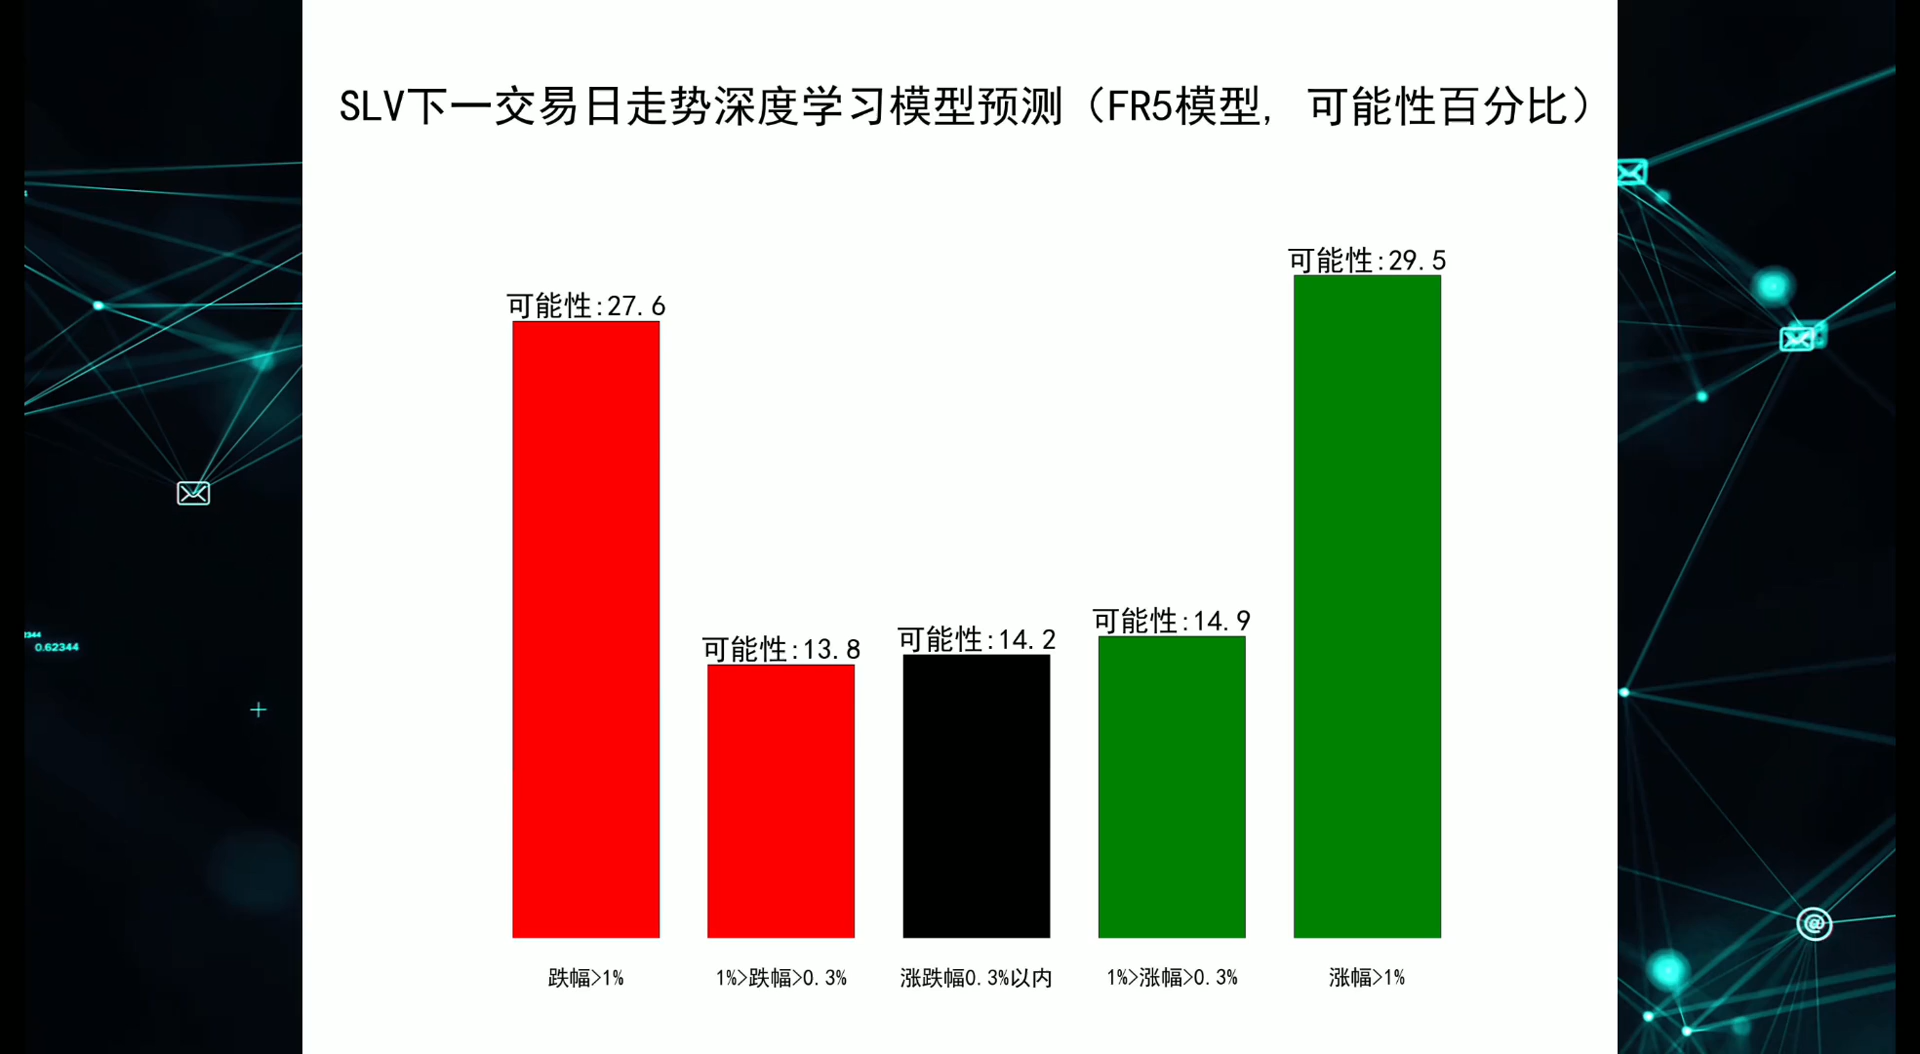 SLV下一交易日走势深度学习模型预测（FR5模型, 可能性百分比）
可能性:27.6
可能性:13.8
可能性:14.2
可能性:14.9
可能性:29.5
跌幅>1%
1%>跌幅>0.3%
涨跌幅0.3%以内
1%>涨幅>0.3%
涨幅>1%
0.62344
@